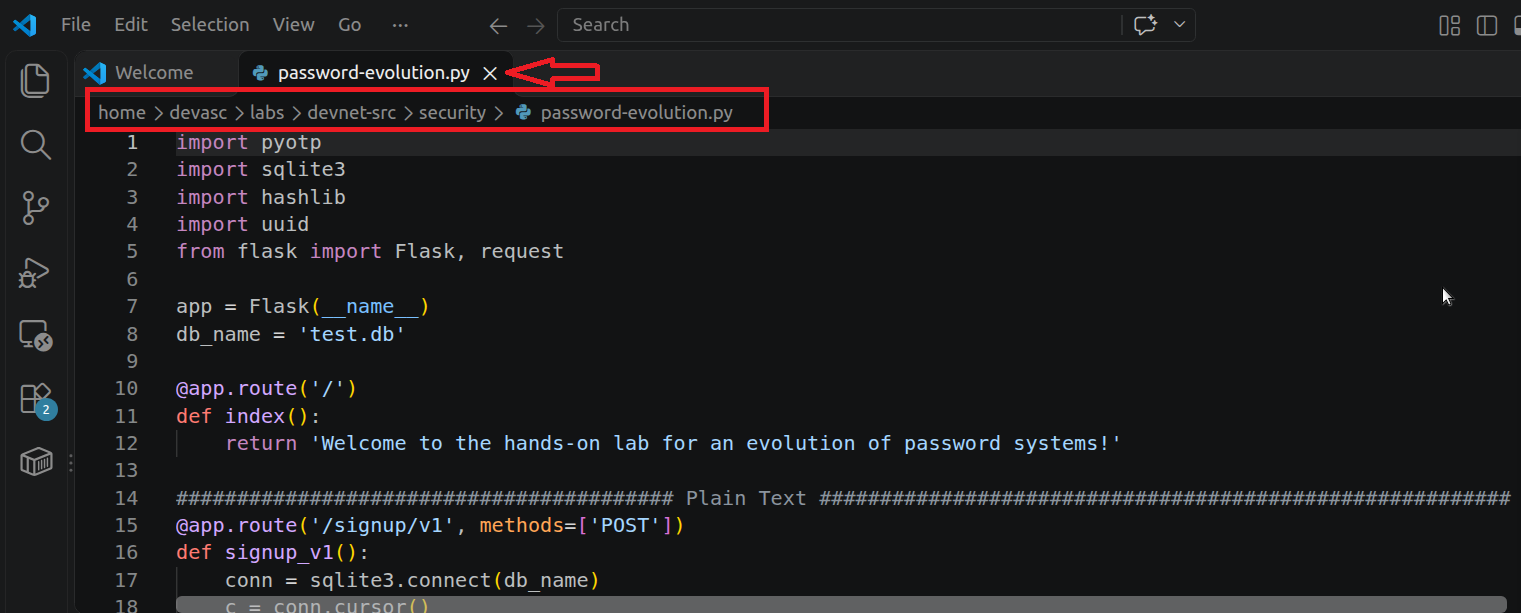 File Edit Selection View Go ··· Search
Welcome password-evolution.py
home > devasc > labs > devnet-src > security > password-evolution.py
1 import pyotp
2 import sqlite3
3 import hashlib
4 import uuid
5 from flask import Flask, request
6
7 app = Flask(__name__)
8 db_name = 'test.db'
9
10 @app.route('/')
11 def index():
12     return 'Welcome to the hands-on lab for an evolution of password systems!'
13
14 ######################################### Plain Text #########################################################
15 @app.route('/signup/v1', methods=['POST'])
16 def signup_v1():
17     conn = sqlite3.connect(db_name)
18     c = conn.cursor()
2